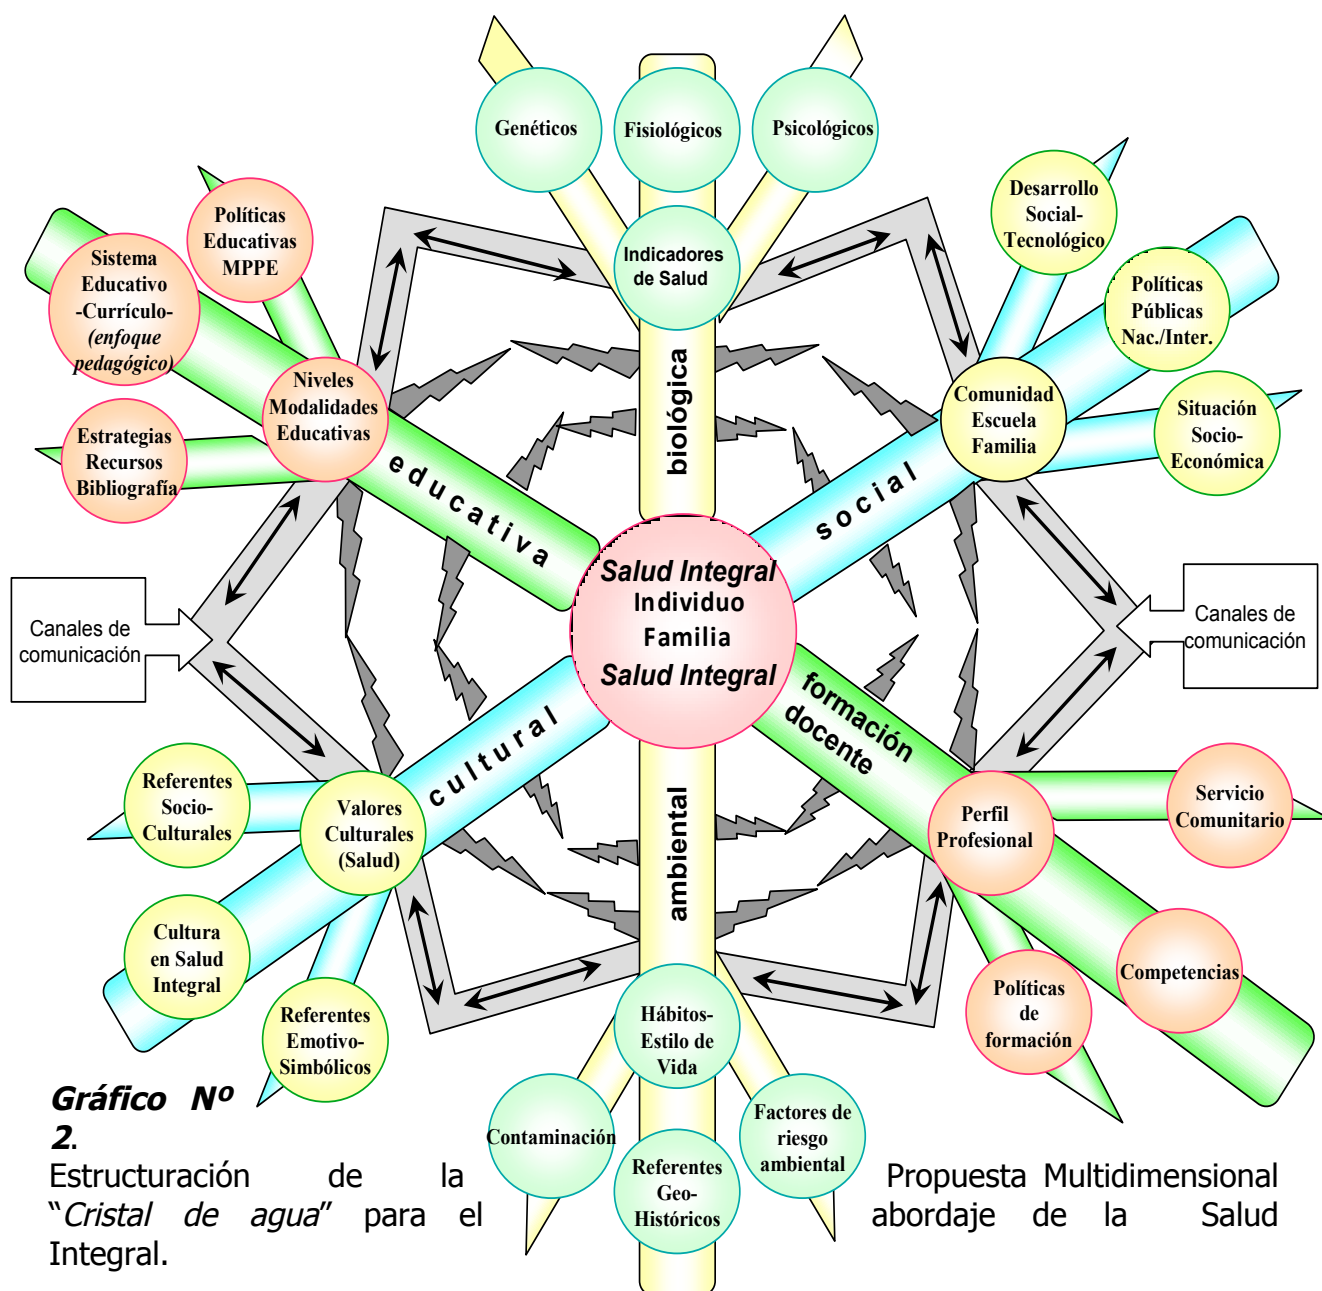 Genéticos
Fisiológicos
Psicológicos
Indicadores
de Salud
biológica
Políticas
Educativas
MPPE
Sistema
Educativo
-Currículo-
(enfoque
pedagógico)
Estrategias
Recursos
Bibliografía
Niveles
Modalidades
Educativas
educativa
Desarrollo
Social-
Tecnológico
Políticas
Públicas
Nac./Inter.
Situación
Socio-
Económica
Comunidad
Escuela
Familia
social
Salud Integral
Individuo
Familia
Salud Integral
Canales de
comunicación
Canales de
comunicación
cultural
Valores
Culturales
(Salud)
Referentes
Socio-
Culturales
Cultura
en Salud
Integral
Referentes
Emotivo-
Simbólicos
ambiental
Hábitos-
Estilo de
Vida
Contaminación
Referentes
Geo-
Históricos
Factores de
riesgo
ambiental
formación
docente
Perfil
Profesional
Servicio
Comunitario
Competencias
Políticas
de
formación
Gráfico Nº
2.
Estructuración de la Propuesta Multidimensional
“Cristal de agua” para el abordaje de la Salud
Integral.